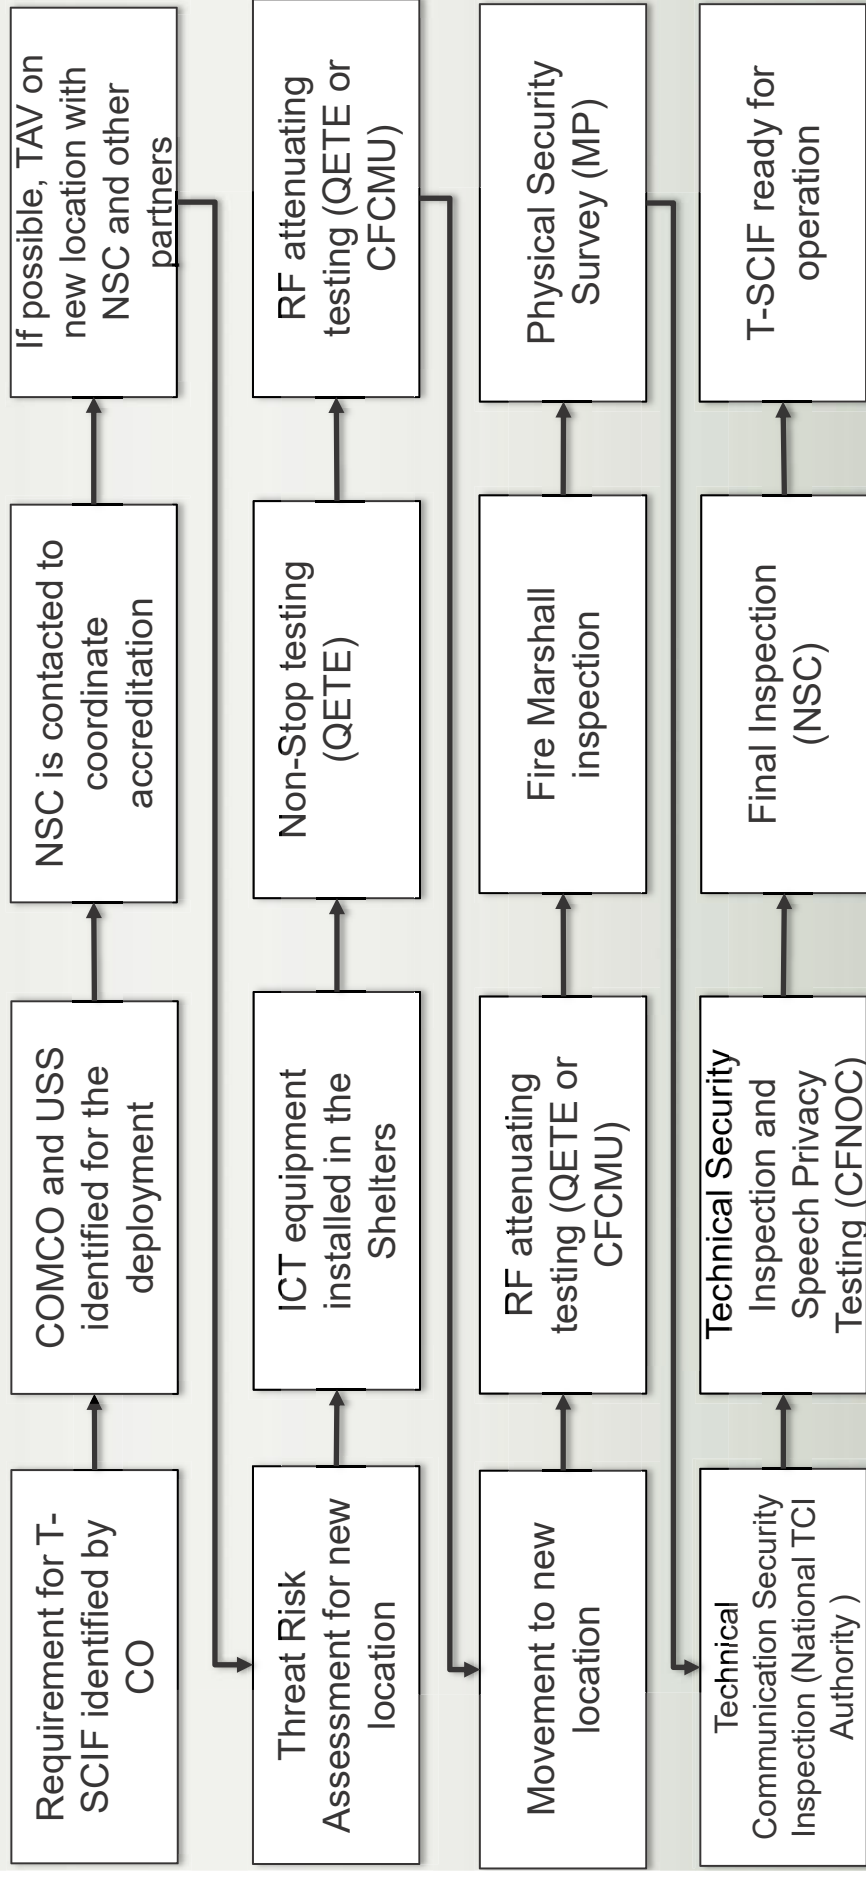 Requirement for T-
SCIF identified by
CO
COMCO and USS
identified for the
deployment
NSC is contacted to
coordinate
accreditation
If possible, TAV on
new location with
NSC and other
partners
Threat Risk
Assessment for new
location
ICT equipment
installed in the
Shelters
Non-Stop testing
(QETE)
RF attenuating
testing (QETE or
CFCMU)
Movement to new
location
RF attenuating
testing (QETE or
CFCMU)
Fire Marshall
inspection
Physical Security
Survey (MP)
Technical
Communication Security
Inspection (National TCI
Authority )
Technical Security
Inspection and
Speech Privacy
Testing (CFNOC)
Final Inspection
(NSC)
T-SCIF ready for
operation